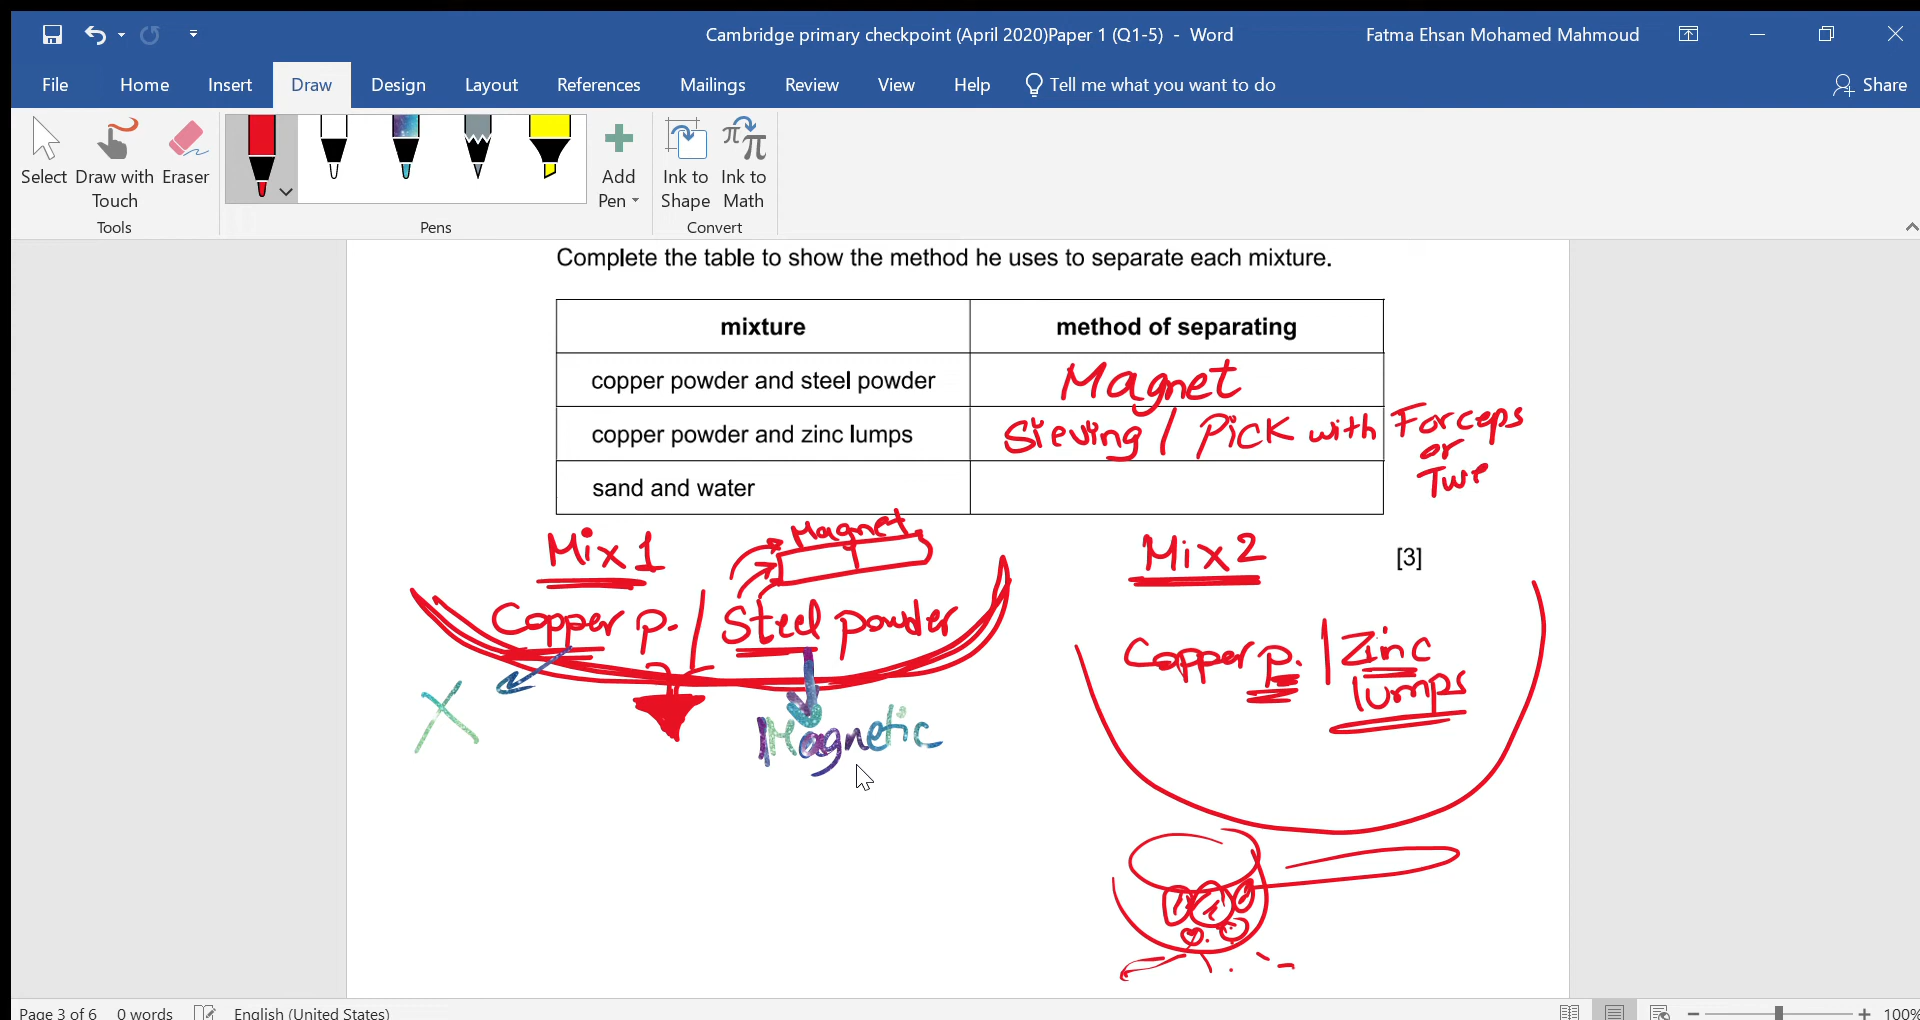 Cambridge primary checkpoint (April 2020)Paper 1 (Q1-5) - Word
Fatma Ehsan Mohamed Mahmoud
File Home Insert Draw Design Layout References Mailings Review View Help Tell me what you want to do Share
Select Draw with Touch Eraser
Add Pen
Ink to Shape
Ink to Math
Tools Pens Convert
Complete the table to show the method he uses to separate each mixture.
mixture method of separating
copper powder and steel powder Magnet
copper powder and zinc lumps Sieving / Pick with Forceps
or
Twe
sand and water
[3]
Mix 1
Magnet
Copper p. / Steel powder
X
Magnetic
Mix 2
Copper p. | Zinc
lumps
Page 3 of 6 0 words English (United States) 100%